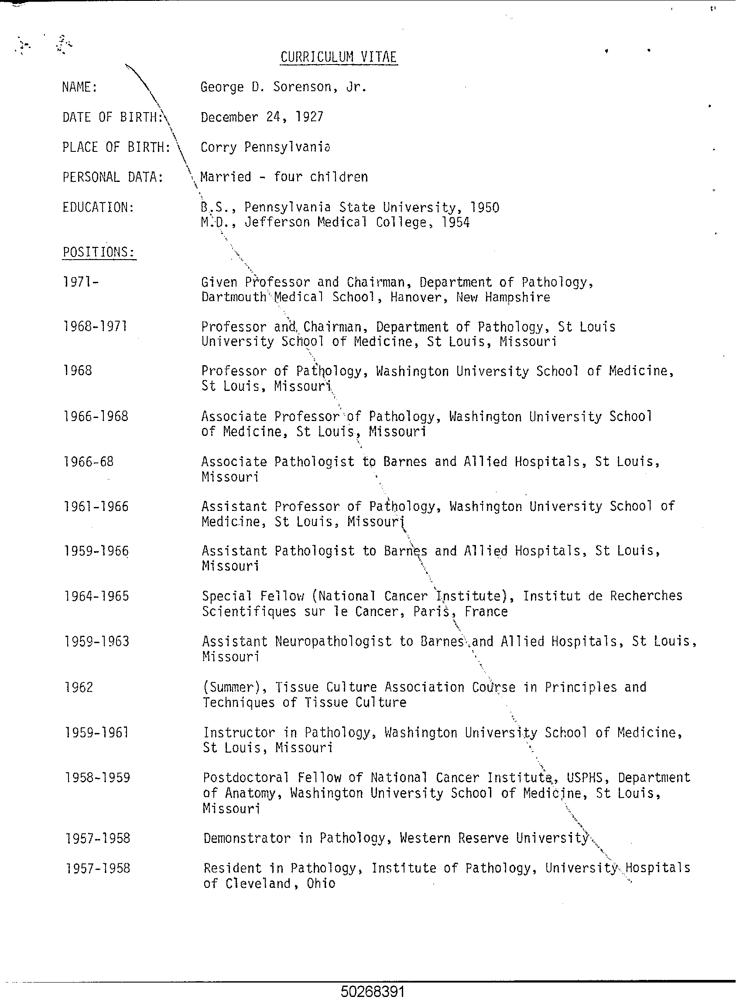 CURRICULUM VITAE
NAME: George D. Sorenson, Jr.
DATE OF BIRTH: December 24, 1927
PLACE OF BIRTH: Corry Pennsylvania
PERSONAL DATA: Married - four children
EDUCATION: B.S., Pennsylvania State University, 1950
M.D., Jefferson Medical College, 1954
POSITIONS:
1971- Given Professor and Chairman, Department of Pathology,
Dartmouth Medical School, Hanover, New Hampshire
1968-1971 Professor and Chairman, Department of Pathology, St Louis
University School of Medicine, St Louis, Missouri
1968 Professor of Pathology, Washington University School of Medicine,
St Louis, Missouri
1966-1968 Associate Professor of Pathology, Washington University School
of Medicine, St Louis, Missouri
1966-68 Associate Pathologist to Barnes and Allied Hospitals, St Louis,
Missouri
1961-1966 Assistant Professor of Pathology, Washington University School of
Medicine, St Louis, Missouri
1959-1966 Assistant Pathologist to Barnes and Allied Hospitals, St Louis,
Missouri
1964-1965 Special Fellow (National Cancer Institute), Institut de Recherches
Scientifiques sur le Cancer, Paris, France
1959-1963 Assistant Neuropathologist to Barnes and Allied Hospitals, St Louis,
Missouri
1962 (Summer), Tissue Culture Association Course in Principles and
Techniques of Tissue Culture
1959-1961 Instructor in Pathology, Washington University School of Medicine,
St Louis, Missouri
1958-1959 Postdoctoral Fellow of National Cancer Institute, USPHS, Department
of Anatomy, Washington University School of Medicine, St Louis,
Missouri
1957-1958 Demonstrator in Pathology, Western Reserve University
1957-1958 Resident in Pathology, Institute of Pathology, University Hospitals
of Cleveland, Ohio
50268391